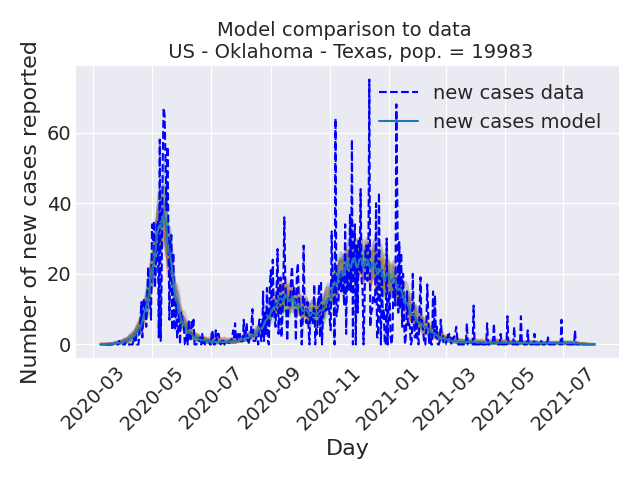 Model comparison to data
US - Oklahoma - Texas, pop. = 19983
Number of new cases reported
60
40
20
0
new cases data
new cases model
2020-03
2020-05
2020-07
2020-09
2020-11
2021-01
2021-03
2021-05
2021-07
Day